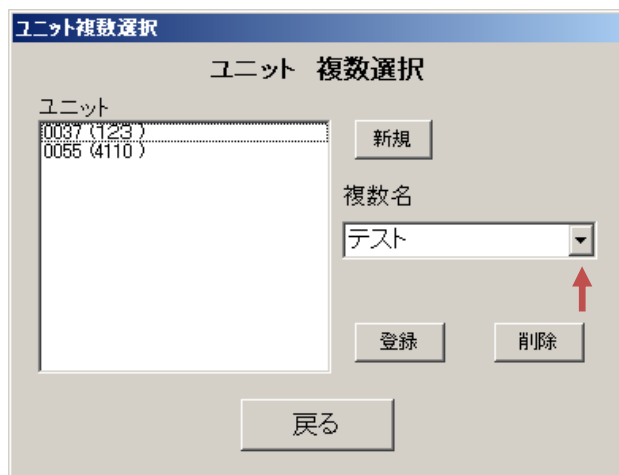 ユニット複数選択
ユニット 複数選択
ユニット
0037 (123 )
0055 (4110 )
新規
複数名
テスト
登録
削除
戻る